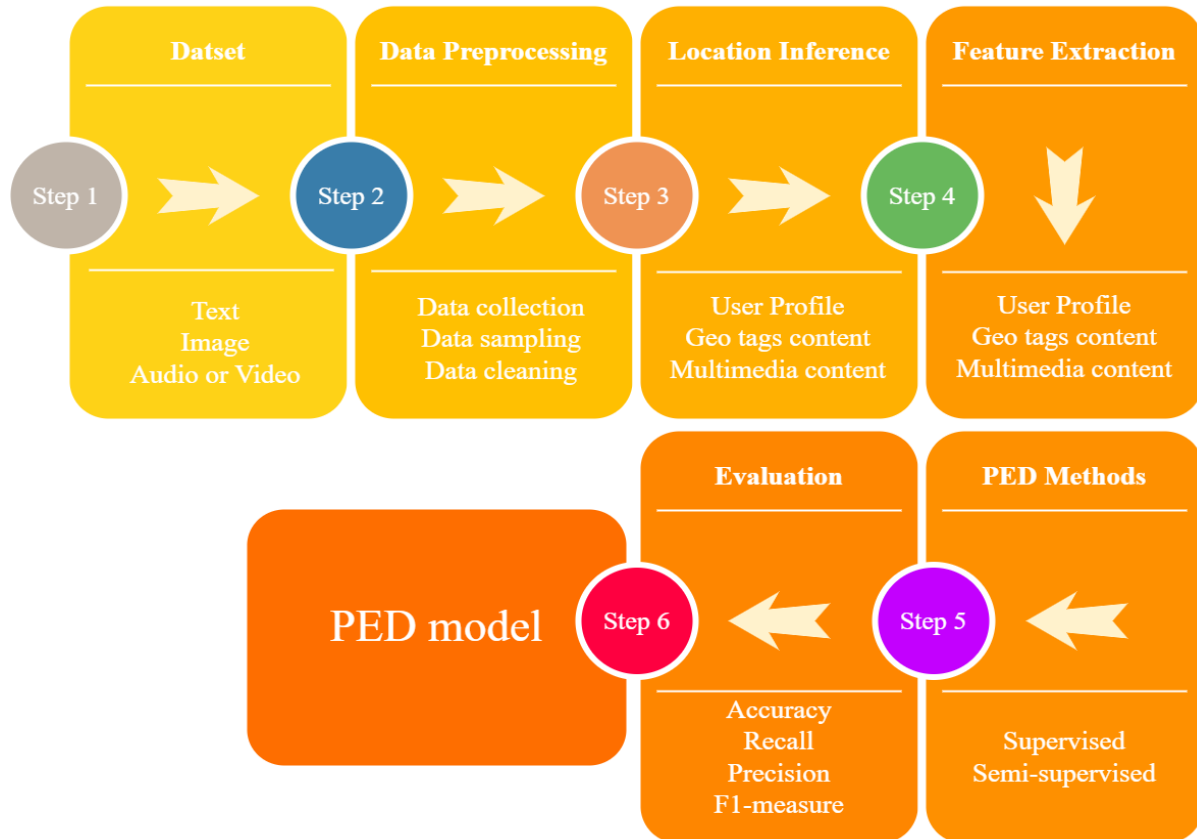 Datset
Data Preprocessing
Location Inference
Feature Extraction
Step 1
Step 2
Step 3
Step 4
Text
Image
Audio or Video
Data collection
Data sampling
Data cleaning
User Profile
Geo tags content
Multimedia content
User Profile
Geo tags content
Multimedia content
Evaluation
PED Methods
PED model
Step 6
Step 5
Accuracy
Recall
Precision
F1-measure
Supervised
Semi-supervised